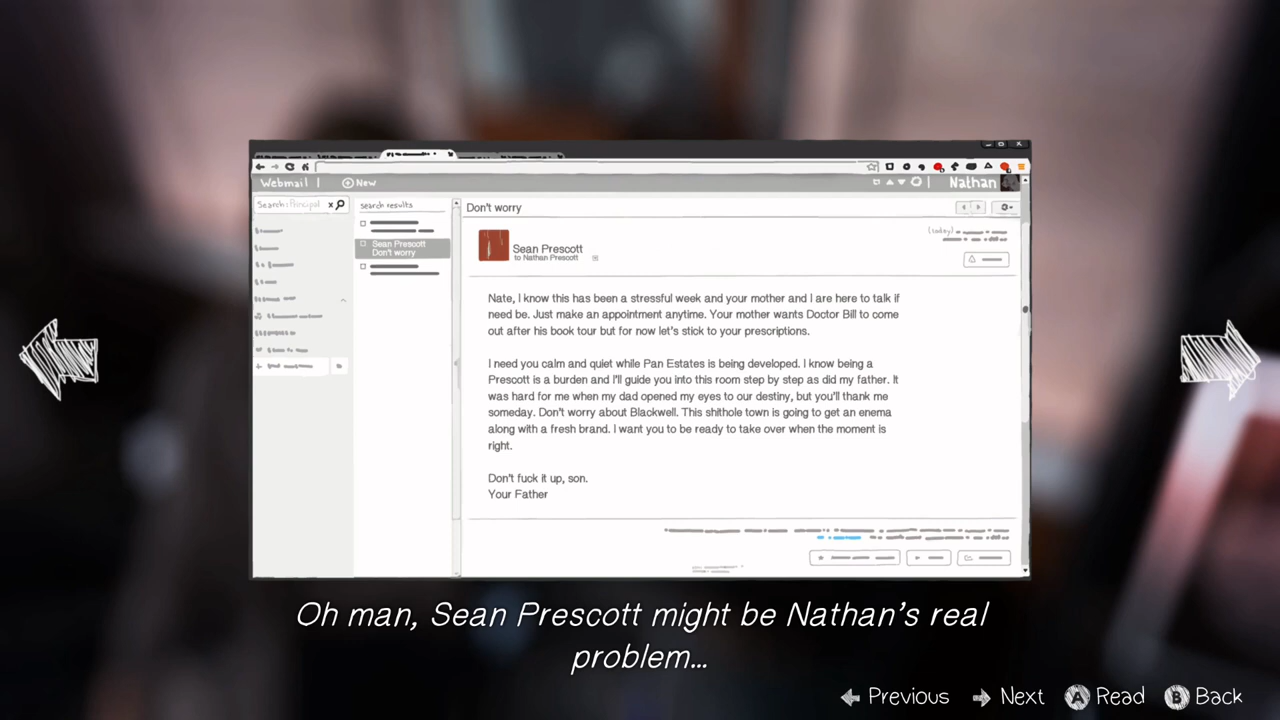 Webmail |
New
| Nathan
Search: Principal x
search results
Don't worry
Sean Prescott
Don't worry
(today)
Sean Prescott
to Nathan Prescott
Nate, I know this has been a stressful week and your mother and I are here to talk if
need be. Just make an appointment anytime. Your mother wants Doctor Bill to come
out after his book tour but for now let's stick to your prescriptions.
I need you calm and quiet while Pan Estates is being developed. I know being a
Prescott is a burden and I'll guide you into this room step by step as did my father. It
was hard for me when my dad opened my eyes to our destiny, but you'll thank me
someday. Don't worry about Blackwell. This shithole town is going to get an enema
along with a fresh brand. I want you to be ready to take over when the moment is
right.
Don't fuck it up, son.
Your Father
Oh man, Sean Prescott might be Nathan's real
problem...
Previous
Next
A Read
B Back